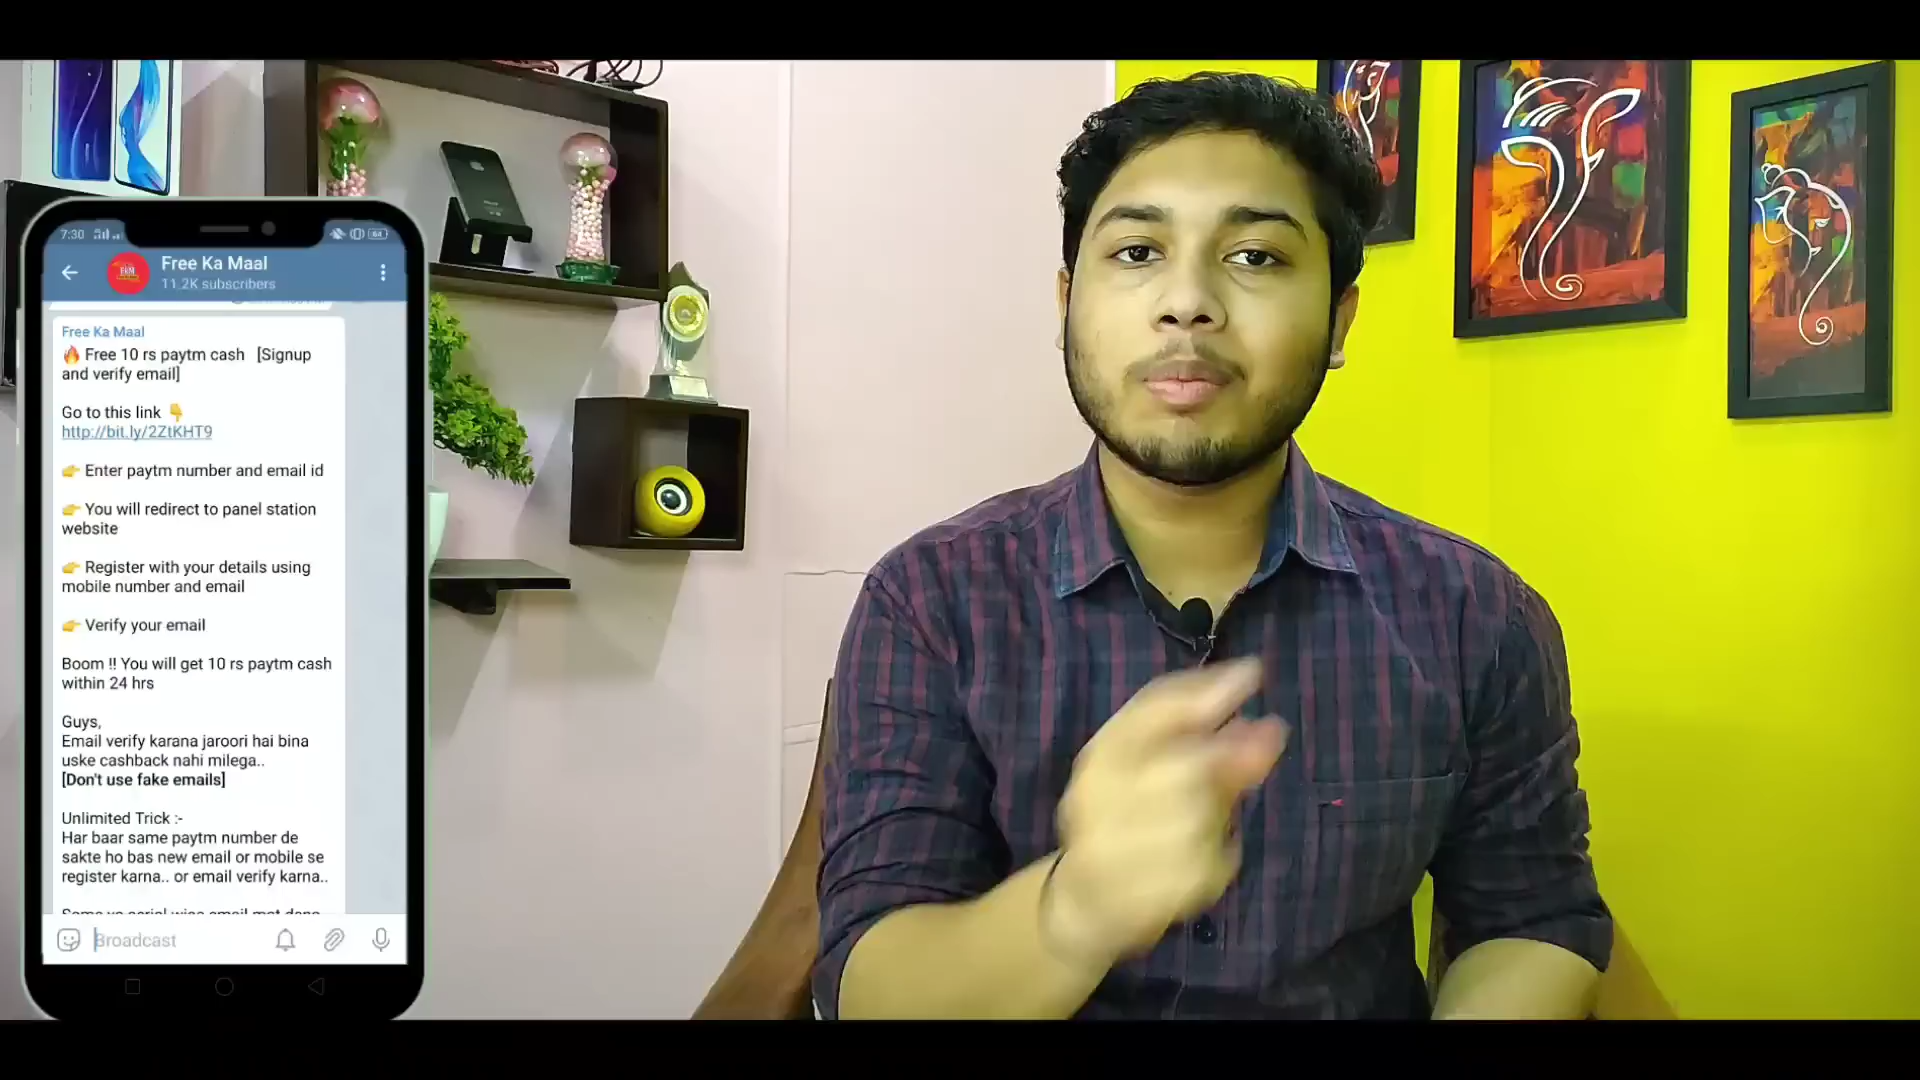 7:30
64
Free Ka Maal
11.2K subscribers
FKM
Free Ka Maal
🔥 Free 10 rs paytm cash [Signup
and verify email]
Go to this link 👇
http://bit.ly/2ZtKHT9
👉 Enter paytm number and email id
👉 You will redirect to panel station
website
👉 Register with your details using
mobile number and email
👉 Verify your email
Boom !! You will get 10 rs paytm cash
within 24 hrs
Guys,
Email verify karana jaroori hai bina
uske cashback nahi milega..
[Don't use fake emails]
Unlimited Trick :-
Har baar same paytm number de
sakte ho bas new email or mobile se
register karna.. or email verify karna..
Broadcast